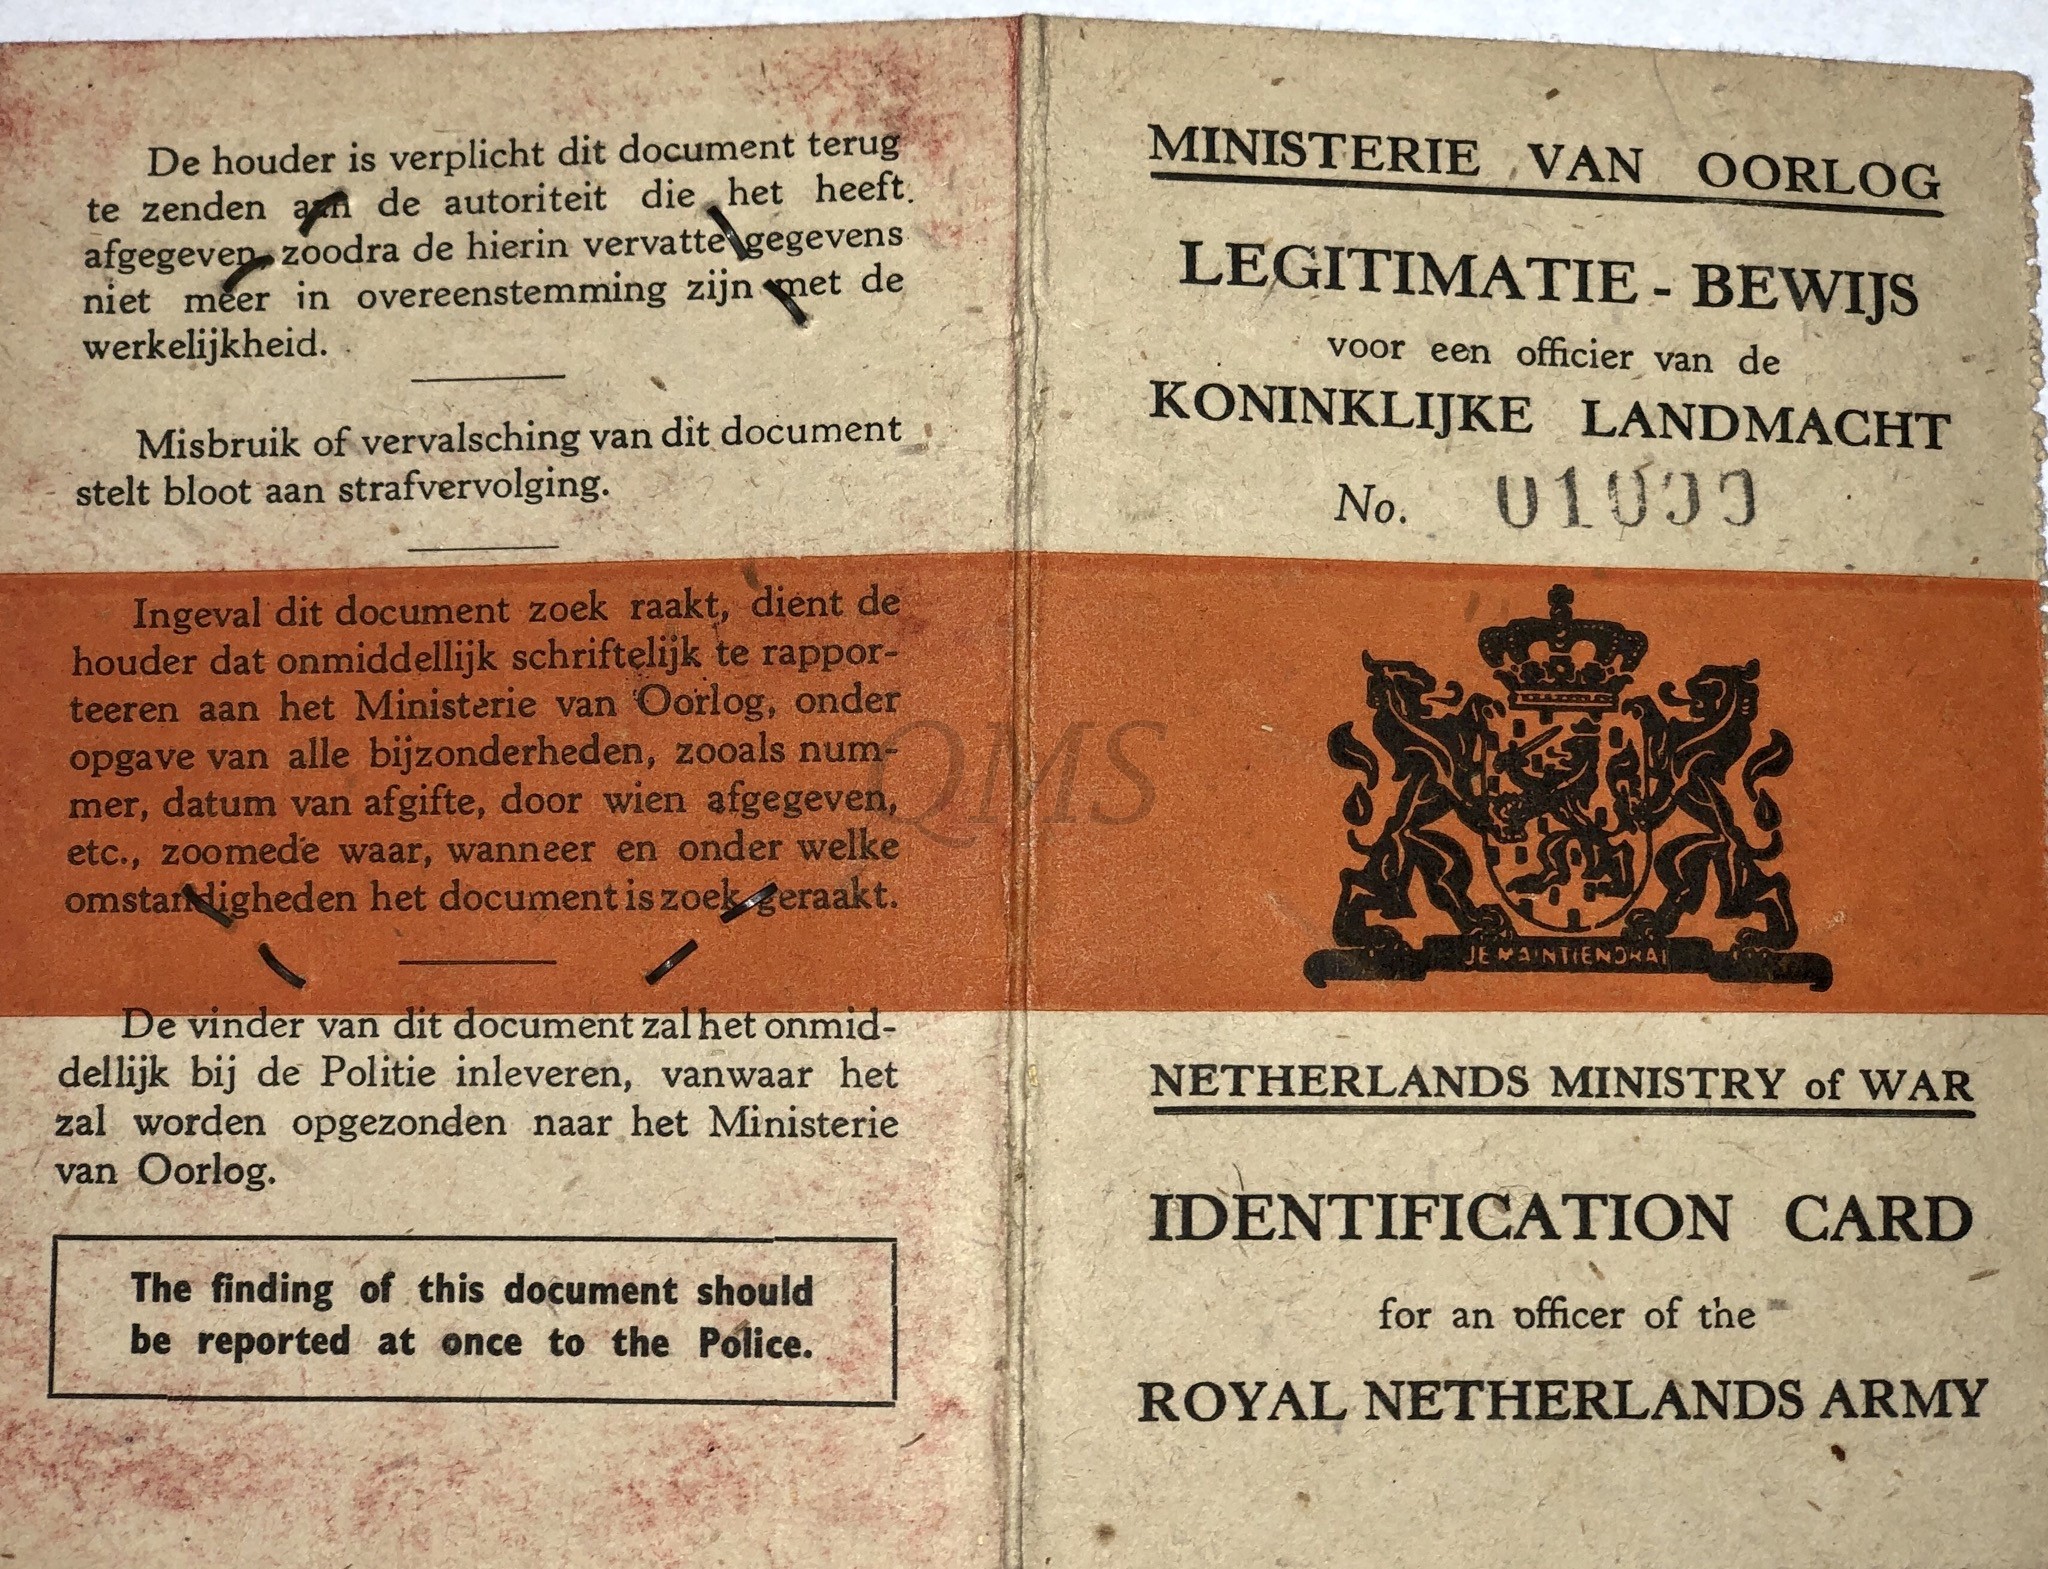 De houder is verplicht dit document terug
te zenden aan de autoriteit die het heeft
afgegeven, zoodra de hierin vervatte gegevens
niet meer in overeenstemming zijn met de
werkelijkheid.
Misbruik of vervalsching van dit document
stelt bloot aan strafvervolging.
Ingeval dit document zoek raakt, dient de
houder dat onmiddellijk schriftelijk te rappor-
teeren aan het Ministerie van Oorlog, onder
opgave van alle bijzonderheden, zooals num-
mer, datum van afgifte, door wien afgegeven,
etc., zoomede waar, wanneer en onder welke
omstandigheden het document is zoek geraakt.
De vinder van dit document zal het onmid-
dellijk bij de Politie inleveren, vanwaar het
zal worden opgezonden naar het Ministerie
van Oorlog.
The finding of this document should
be reported at once to the Police.
QMS
MINISTERIE VAN OORLOG
LEGITIMATIE - BEWIJS
voor een officier van de
KONINKLIJKE LANDMACHT
No.
JE MAINTIENDRAI
NETHERLANDS MINISTRY of WAR
IDENTIFICATION CARD
for an officer of the
ROYAL NETHERLANDS ARMY